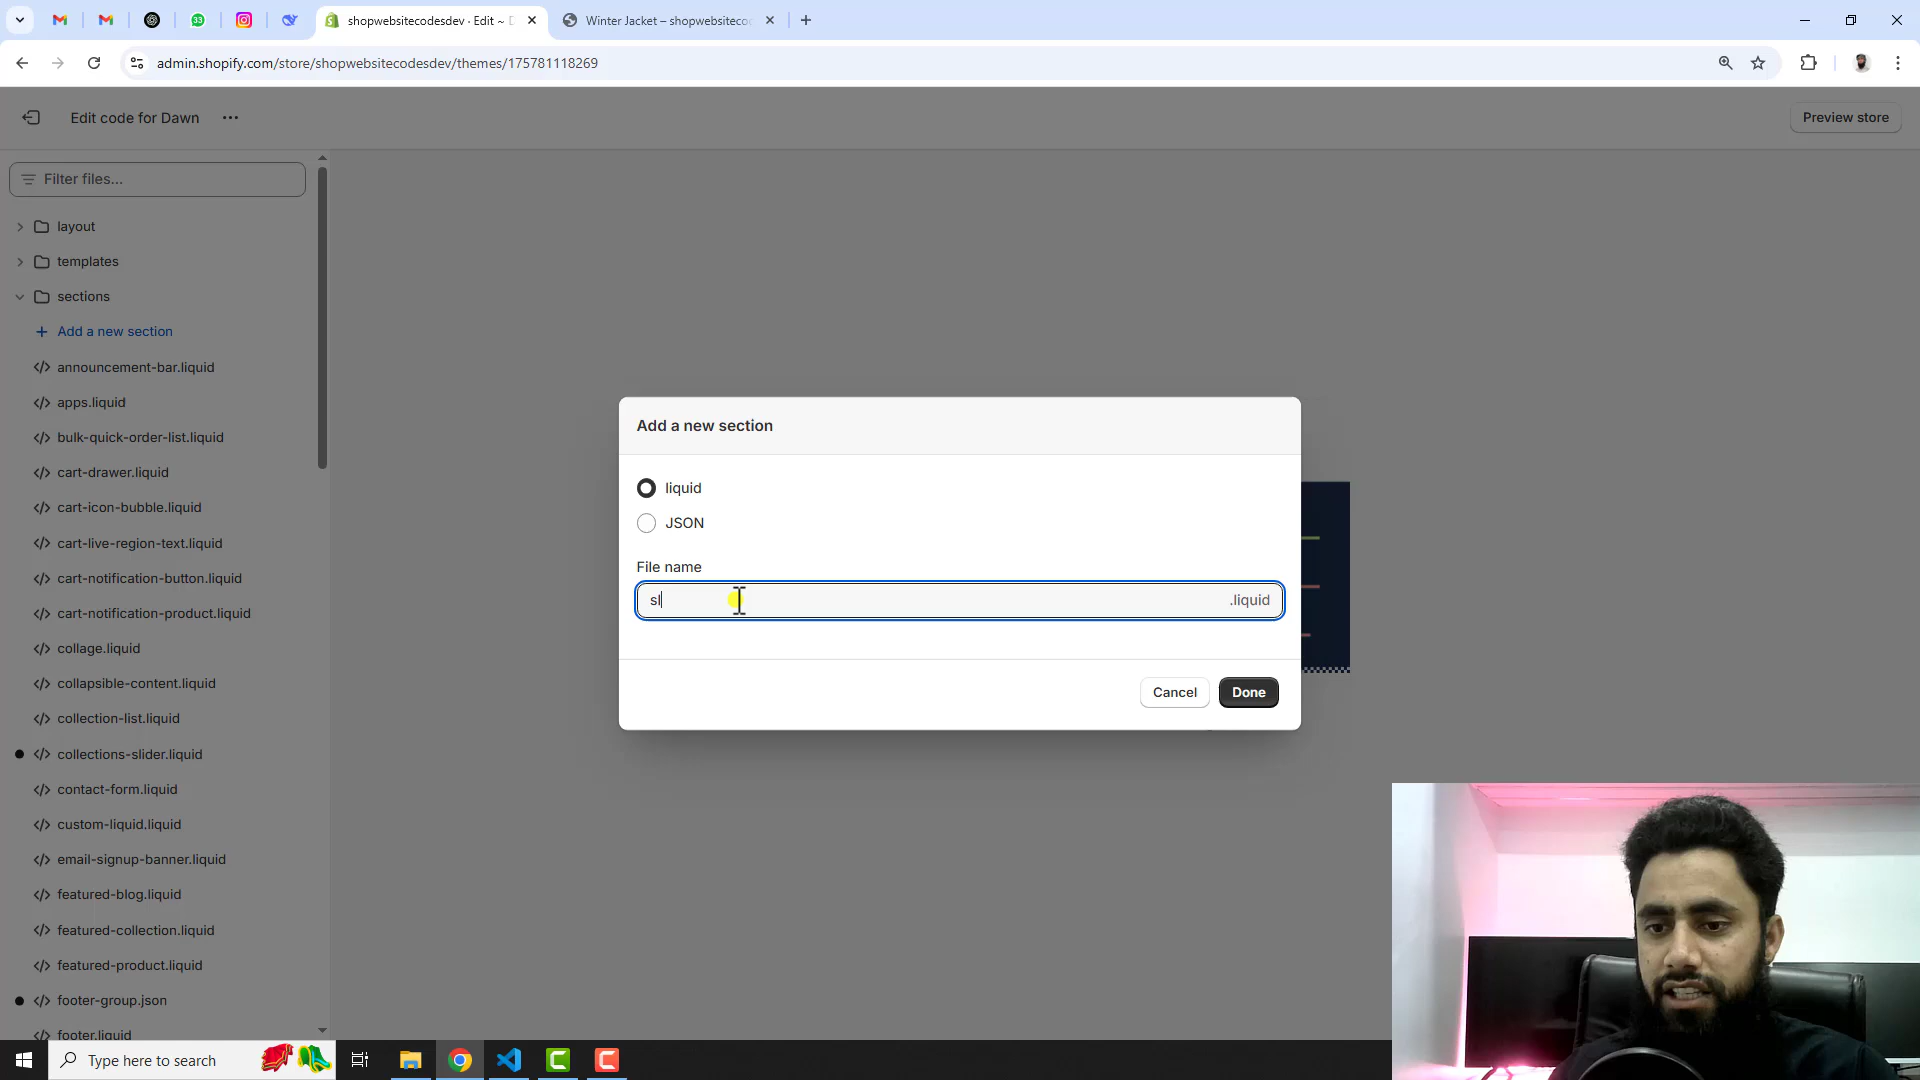 shopwebsitecodesdev · Edit ~ D
Winter Jacket – shopwebsiteco
admin.shopify.com/store/shopwebsitecodesdev/themes/175781118269
Edit code for Dawn
Preview store
Filter files...
layout
templates
sections
Add a new section
announcement-bar.liquid
apps.liquid
bulk-quick-order-list.liquid
cart-drawer.liquid
cart-icon-bubble.liquid
cart-live-region-text.liquid
cart-notification-button.liquid
cart-notification-product.liquid
collage.liquid
collapsible-content.liquid
collection-list.liquid
collections-slider.liquid
contact-form.liquid
custom-liquid.liquid
email-signup-banner.liquid
featured-blog.liquid
featured-collection.liquid
featured-product.liquid
footer-group.json
footer.liquid
Add a new section
liquid
JSON
File name
sl
.liquid
Cancel
Done
Type here to search